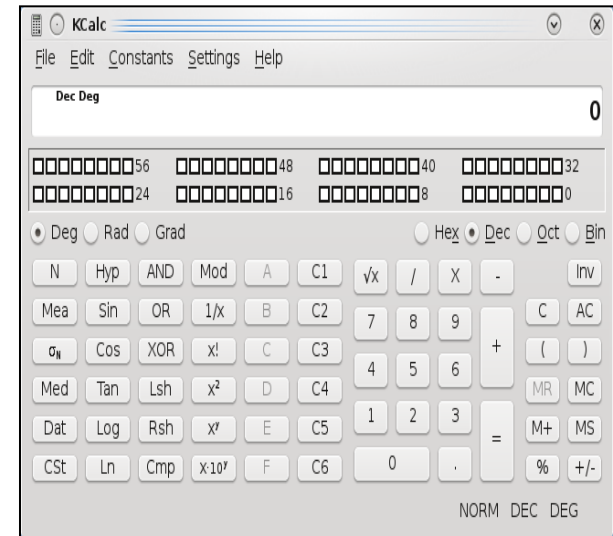 KCalc
File Edit Constants Settings Help
Dec Deg
0
56 48 40 32
24 16 8 0
Deg Rad Grad Hex Dec Oct Bin
N Hyp AND Mod A C1 √x / X - Inv
Mea Sin OR 1/x B C2 7 8 9 + C AC
σN Cos XOR x! C C3 4 5 6 ( )
Med Tan Lsh x² D C4 1 2 3 = MR MC
Dat Log Rsh xʸ E C5 0 . M+ MS
CSt Ln Cmp x·10ʸ F C6 % +/-
NORM DEC DEG